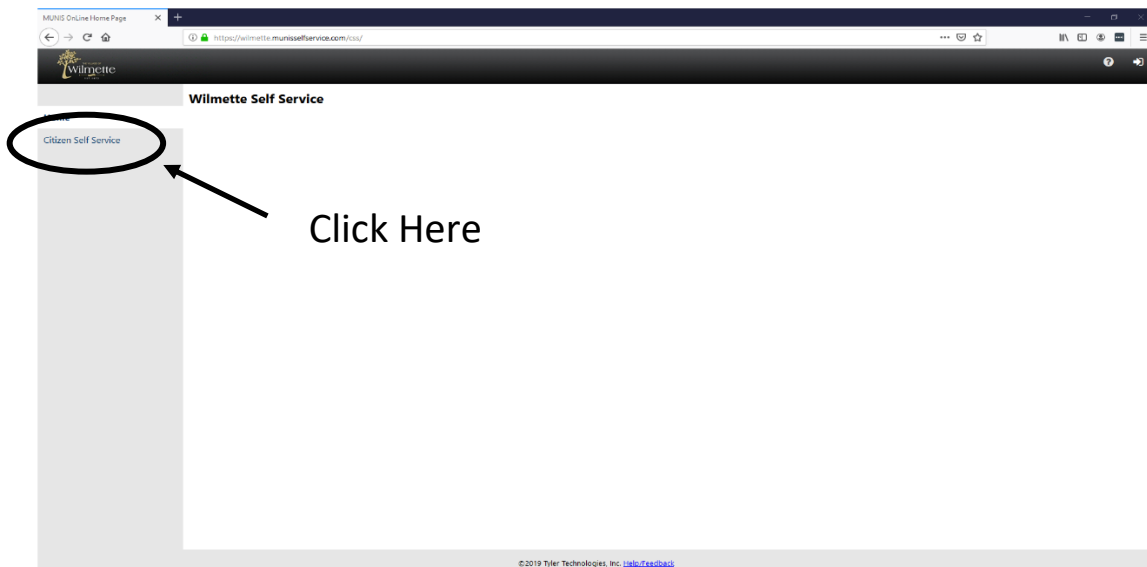 MUNIS OnLine Home Page
https://wilmette.munisselfservice.com/css/
Wilmette
Wilmette Self Service
Home
Citizen Self Service
Click Here
©2019 Tyler Technologies, Inc. Help/Feedback